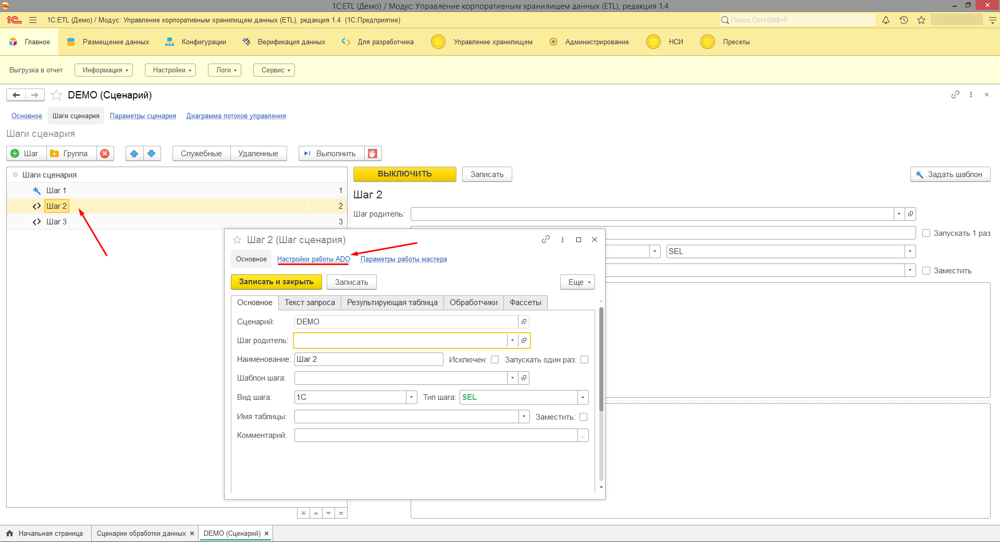 1С:ETL (Демо) / Модус: Управление корпоративным хранилищем данных (ETL), редакция 1.4
1С:ETL (Демо) / Модус: Управление корпоративным хранилищем данных (ETL), редакция 1.4 (1С:Предприятие)
Поиск Ctrl+Shift+F
Главное
Размещение данных
Конфигурации
Верификация данных
Для разработчика
Управление хранилищем
Администрирование
НСИ
Пресеты
Выгрузка в отчет
Информация
Настройки
Логи
Сервис
DEMO (Сценарий)
Основное
Шаги сценария
Параметры сценария
Диаграмма потоков управления
Шаги сценария
Шаг
Группа
Служебные
Удаленные
Выполнить
Шаги сценария
Шаг 1 1
Шаг 2 2
Шаг 3 3
ВЫКЛЮЧИТЬ
Записать
Задать шаблон
Шаг 2
Шаг родитель:
Запускать 1 раз
SEL
Заместить
Шаг 2 (Шаг сценария)
Основное
Настройки работы ADO
Параметры работы мастера
Записать и закрыть
Записать
Еще
Основное
Текст запроса
Результирующая таблица
Обработчики
Фассеты
Сценарий: DEMO
Шаг родитель:
Наименование: Шаг 2 Исключен: Запускать один раз:
Шаблон шага:
Вид шага: 1С Тип шага: SEL
Имя таблицы: Заместить:
Комментарий: ...
Начальная страница
Сценарии обработки данных
DEMO (Сценарий)